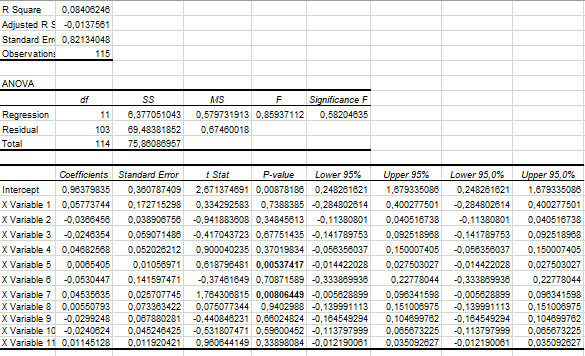 R Square 0,08406246
Adjusted R S -0,0137561
Standard Erro 0,82134048
Observations 115
ANOVA
df SS MS F Significance F
Regression 11 6,377051043 0,579731913 0,85937112 0,58204635
Residual 103 69,48381852 0,67460018
Total 114 75,86086957
Coefficients Standard Error t Stat P-value Lower 95% Upper 95% Lower 95,0% Upper 95,0%
Intercept 0,96379835 0,360787409 2,671374691 0,00878186 0,248261621 1,679335086 0,248261621 1,679335086
X Variable 1 0,05773744 0,172715298 0,334292583 0,7388385 -0,284802614 0,400277501 -0,284802614 0,400277501
X Variable 2 -0,0366456 0,038906756 -0,941883608 0,34845613 -0,11380801 0,040516738 -0,11380801 0,040516738
X Variable 3 -0,0246354 0,059071486 -0,417043723 0,67751435 -0,141789753 0,092518968 -0,141789753 0,092518968
X Variable 4 0,04682568 0,052026212 0,900040235 0,37019834 -0,056356037 0,150007405 -0,056356037 0,150007405
X Variable 5 0,0065405 0,01056971 0,618796481 0,00537417 -0,014422028 0,027503027 -0,014422028 0,027503027
X Variable 6 -0,0530447 0,141597471 -0,37461649 0,70871589 -0,333869936 0,22778044 -0,333869936 0,22778044
X Variable 7 0,04535635 0,025707745 1,764306815 0,00806449 -0,005628899 0,096341598 -0,005628899 0,096341598
X Variable 8 0,00550793 0,073363422 0,075077344 0,9402988 -0,139991113 0,151006975 -0,139991113 0,151006975
X Variable 9 -0,0299248 0,067880281 -0,440846231 0,66024824 -0,164549294 0,104699762 -0,164549294 0,104699762
X Variable 10 -0,0240624 0,045246425 -0,531807471 0,59600452 -0,113797999 0,065673225 -0,113797999 0,065673225
X Variable 11 0,01145128 0,011920421 0,960644149 0,33898084 -0,012190061 0,035092627 -0,012190061 0,035092627